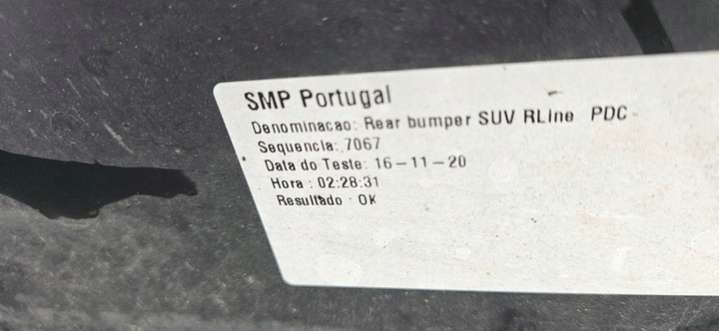 SMP Portugal
Denominacao: Rear bumper SUV RLine PDC
Sequencia: 7067
Data do Teste: 16-11-20
Hora : 02:28:31
Resultado : OK